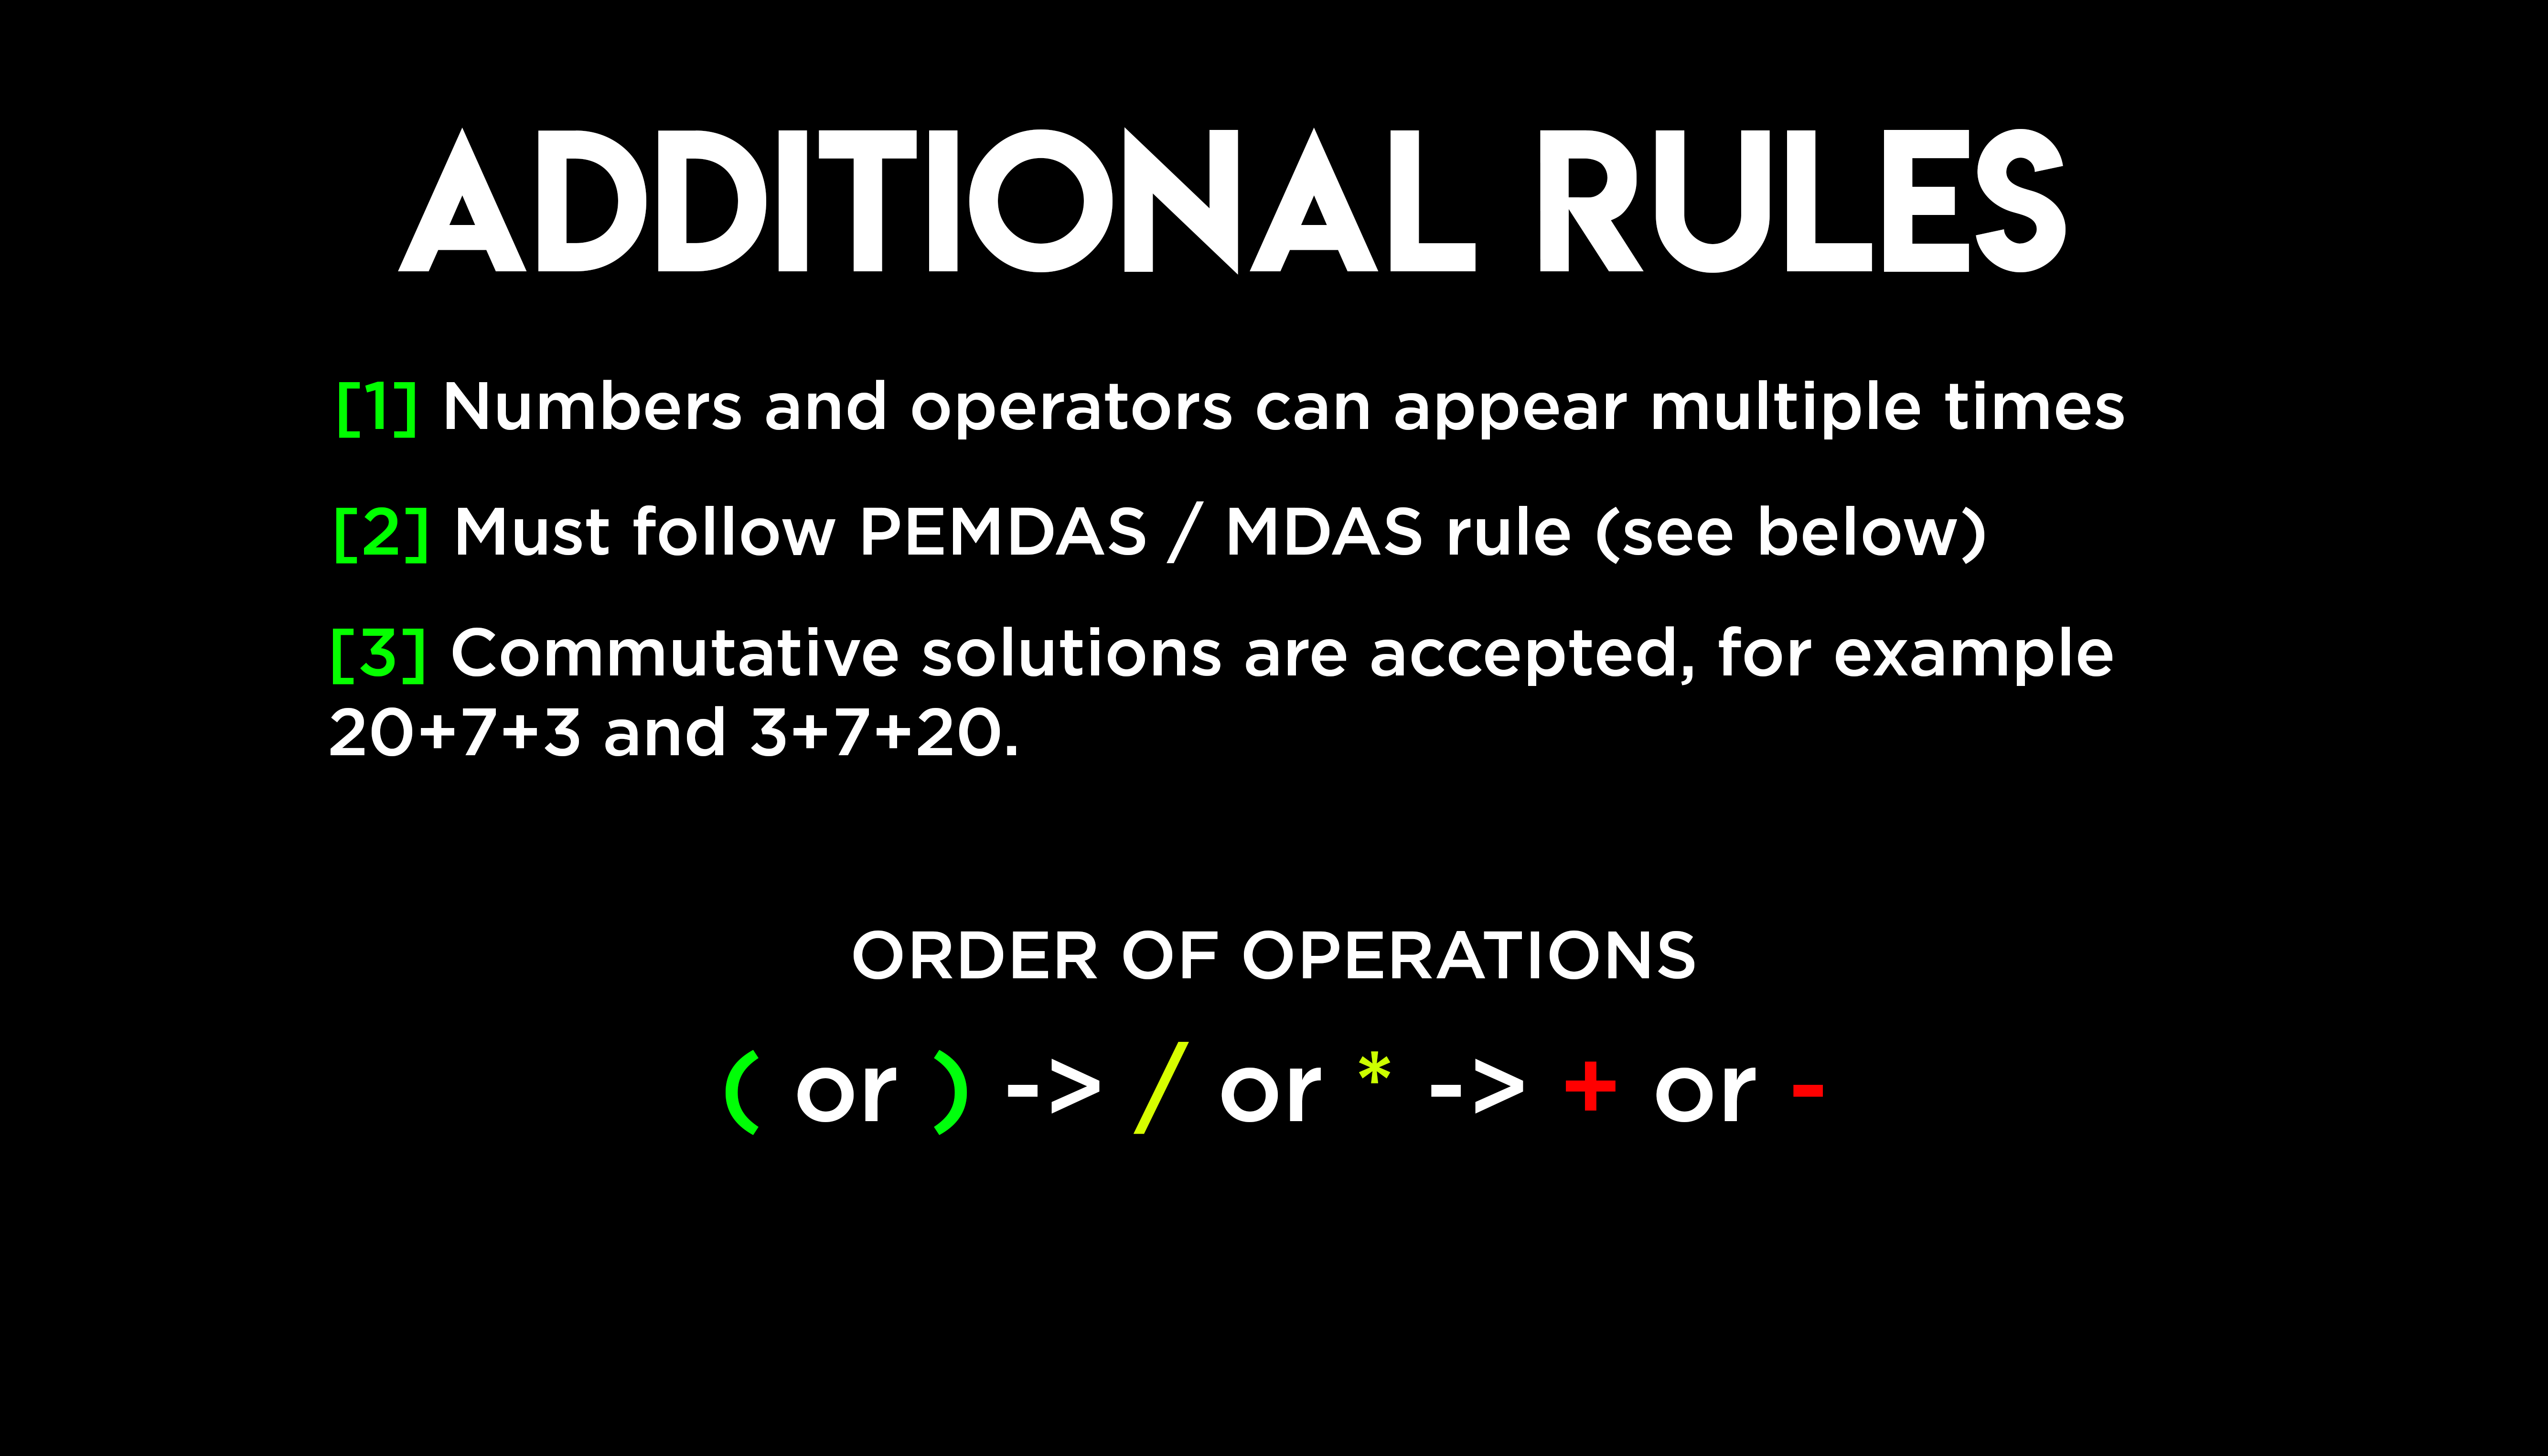 ADDITIONAL RULES
[1] Numbers and operators can appear multiple times
[2] Must follow PEMDAS / MDAS rule (see below)
[3] Commutative solutions are accepted, for example
20+7+3 and 3+7+20.
ORDER OF OPERATIONS
( or ) -> / or * -> + or -